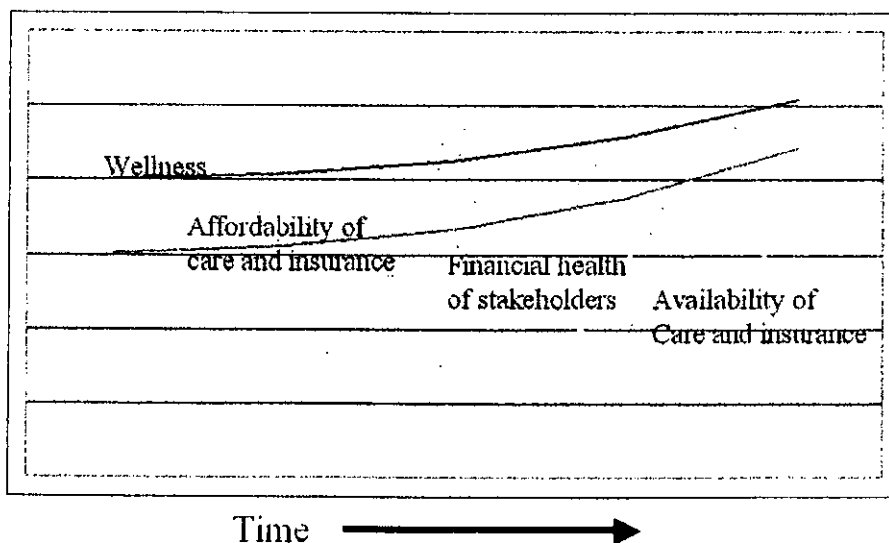 Wellness
Affordability of
care and insurance
Financial health
of stakeholders
Availability of
Care and insurance
Time